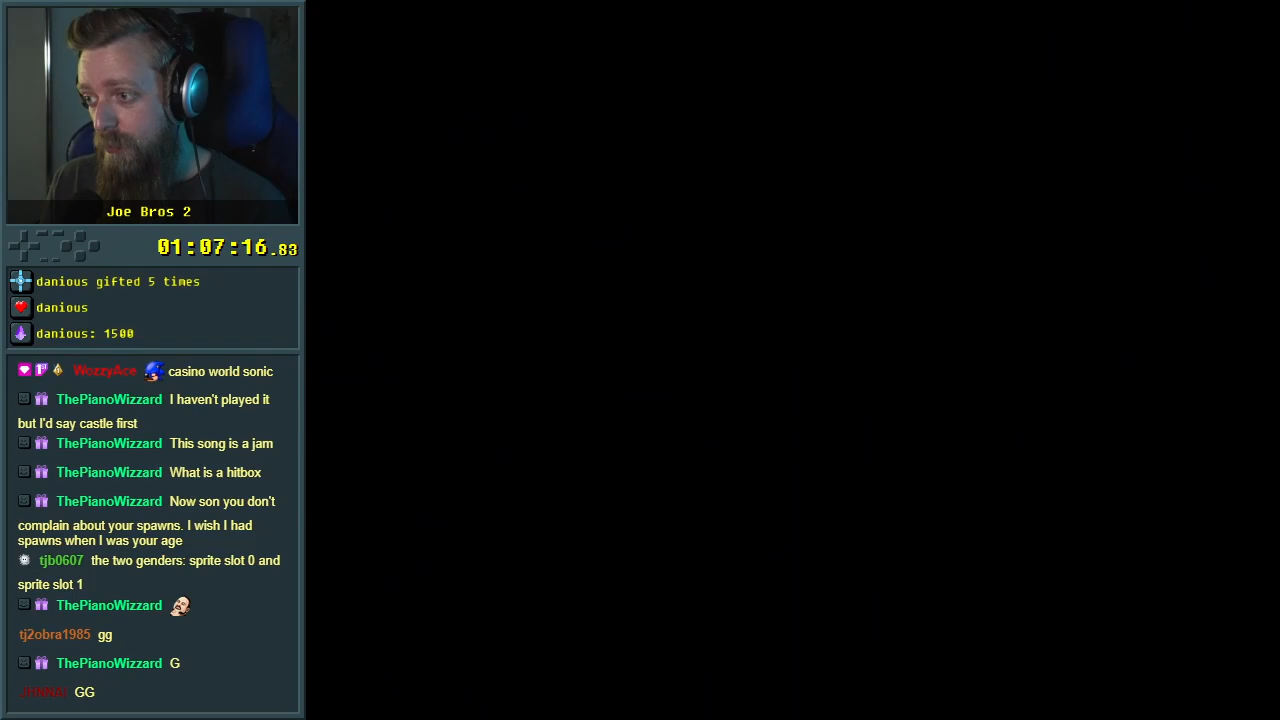 Joe Bros 2
01:07:16.83
danious gifted 5 times
danious
danious: 1500
WozzyAce casino world sonic
ThePianoWizzard I haven't played it
but I'd say castle first
ThePianoWizzard This song is a jam
ThePianoWizzard What is a hitbox
ThePianoWizzard Now son you don't
complain about your spawns. I wish I had
spawns when I was your age
tjb0607 the two genders: sprite slot 0 and
sprite slot 1
ThePianoWizzard
tj2obra1985 gg
ThePianoWizzard G
GG